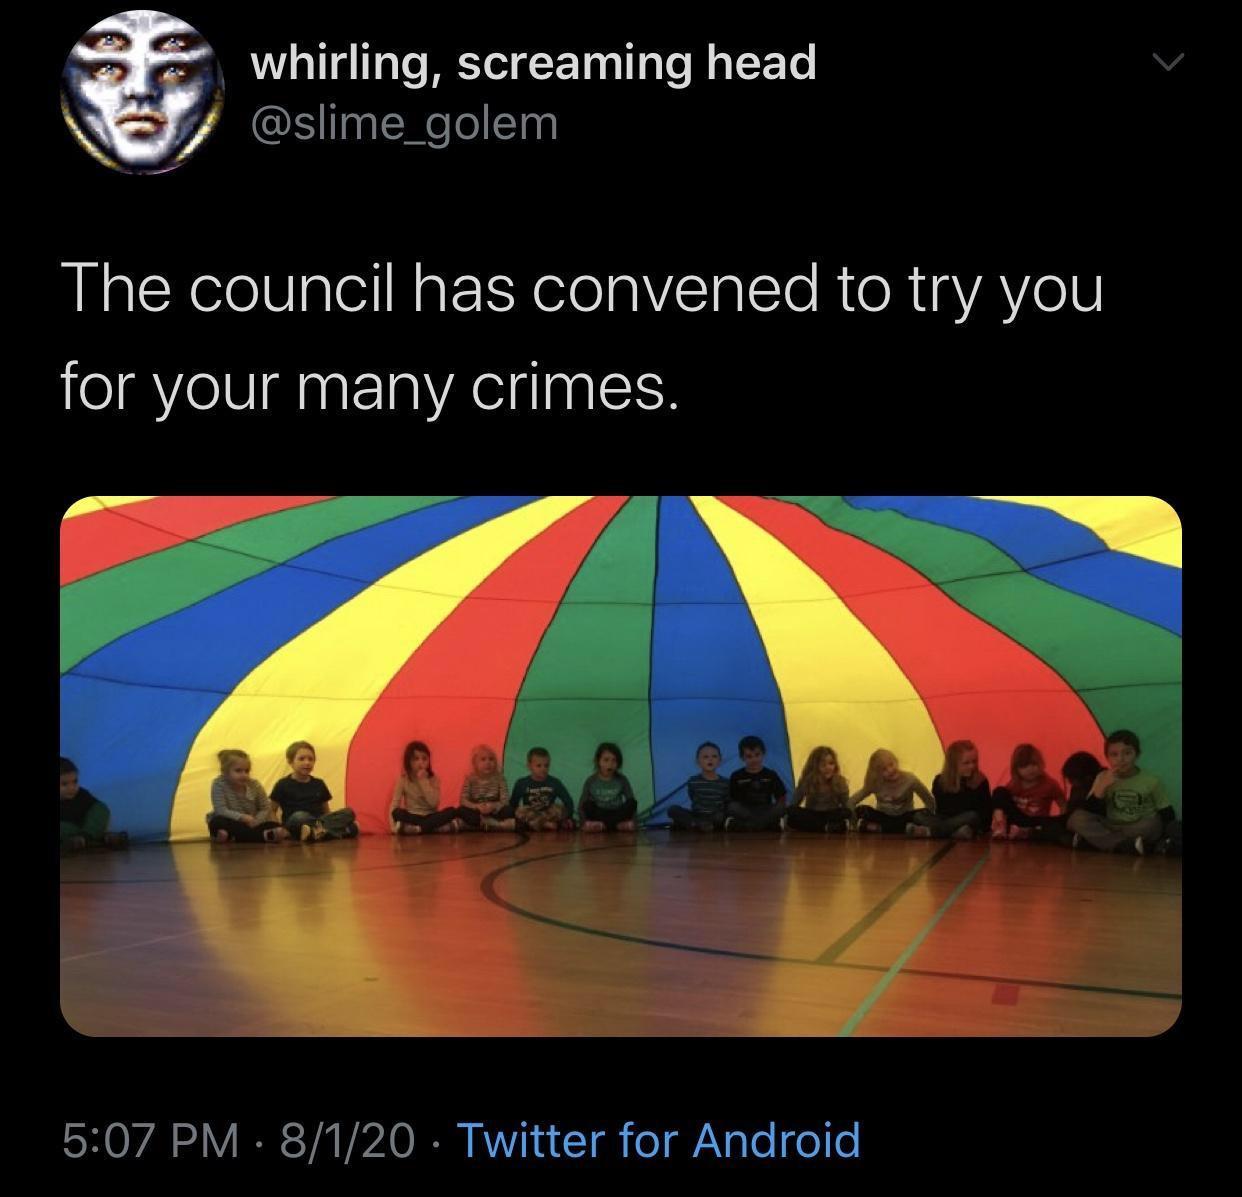 whirling, screaming head
@slime_golem
The council has convened to try you
for your many crimes.
5:07 PM · 8/1/20 · Twitter for Android